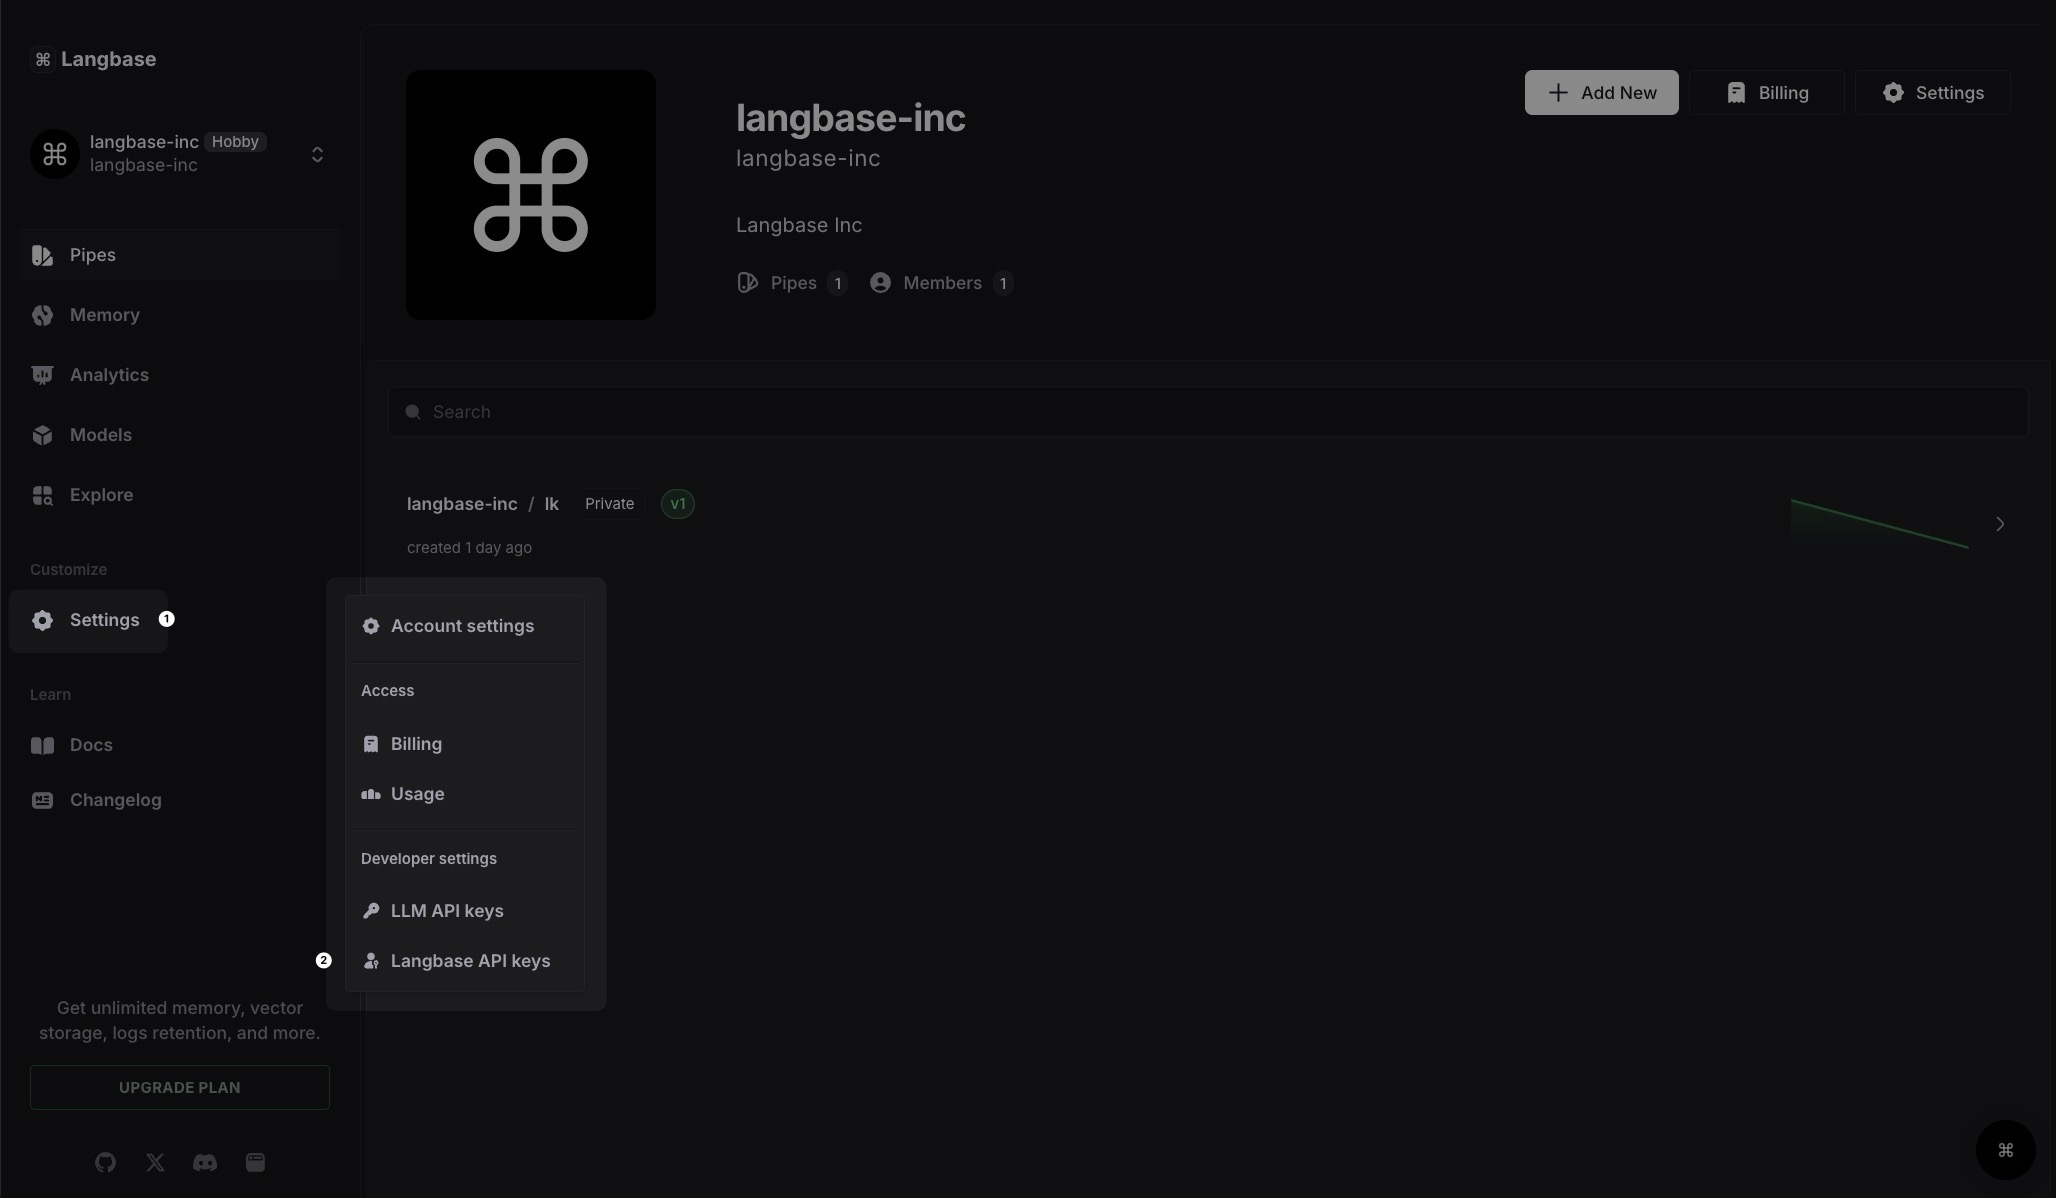 Langbase
langbase-inc Hobby
langbase-inc
Pipes
Memory
Analytics
Models
Explore
Customize
Settings 1
Learn
Docs
Changelog
Get unlimited memory, vector
storage, logs retention, and more.
UPGRADE PLAN
langbase-inc
langbase-inc
Langbase Inc
Pipes 1 Members 1
Add New Billing Settings
Search
langbase-inc / lk Private v1
created 1 day ago
Account settings
Access
Billing
Usage
Developer settings
LLM API keys
2 Langbase API keys